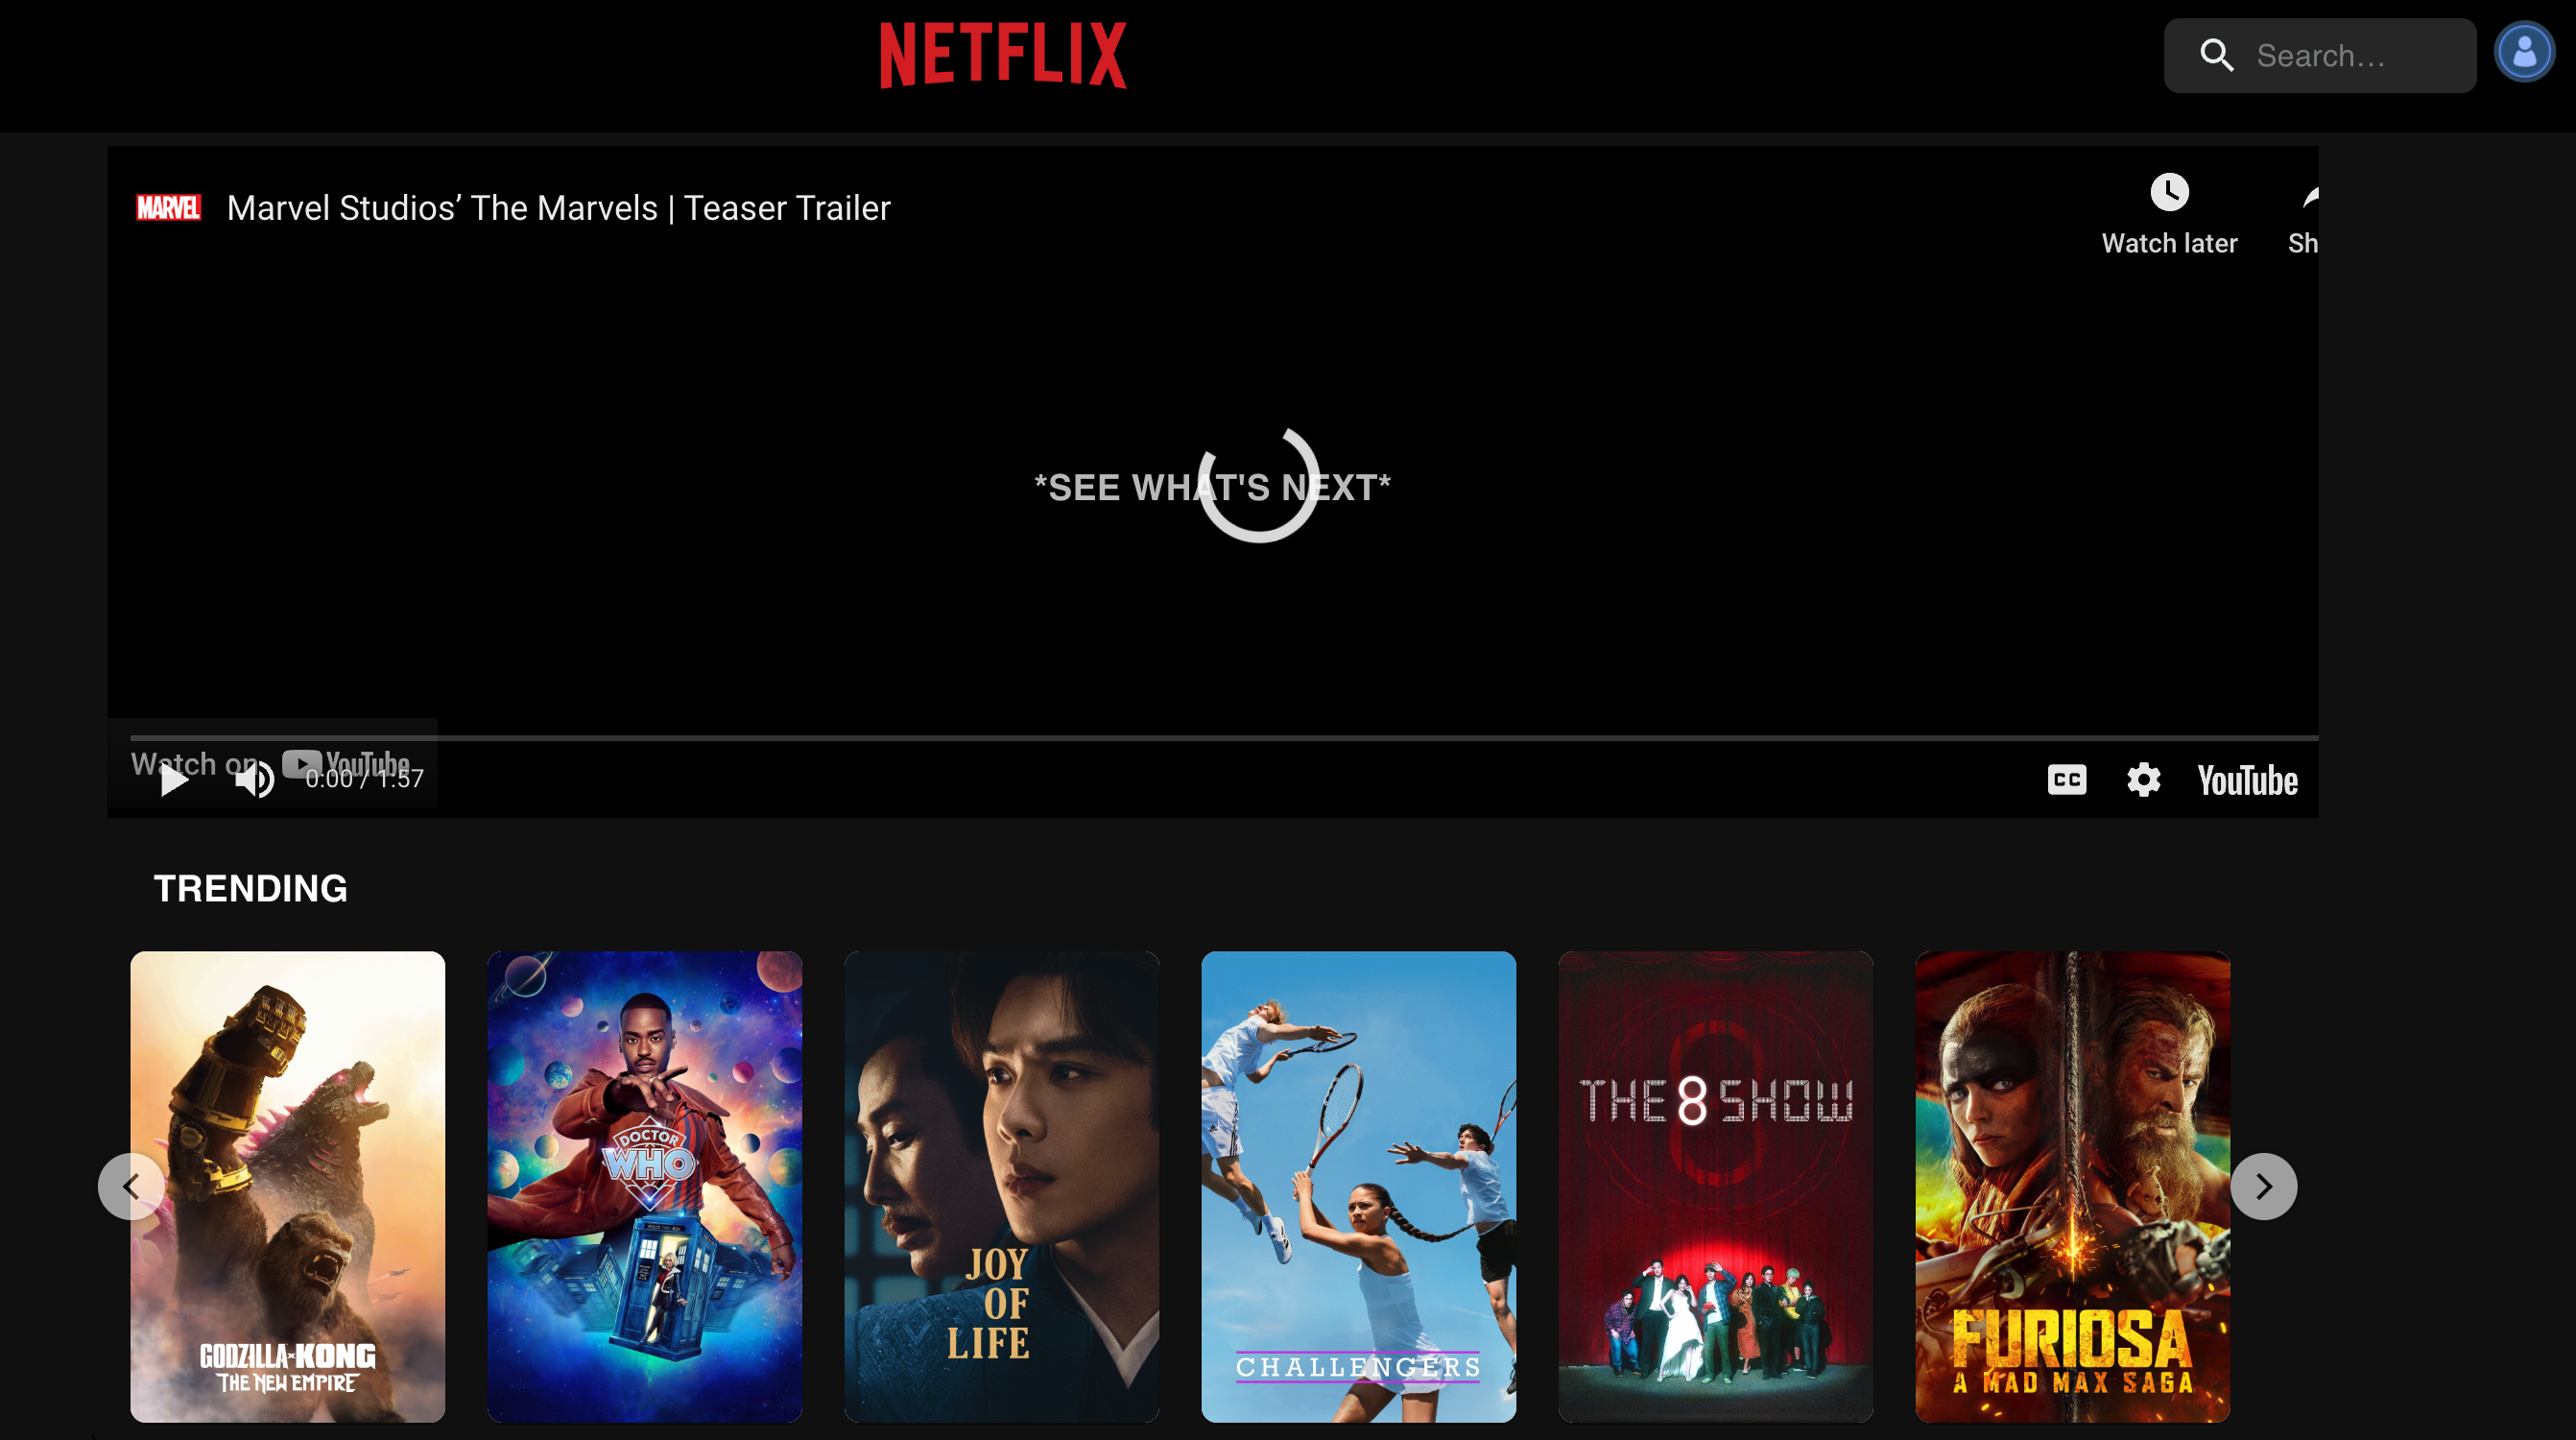 NETFLIX
Search...
MARVEL Marvel Studios’ The Marvels | Teaser Trailer
Watch later
Sh
*SEE WHAT'S NEXT*
Watch on YouTube
0:00 / 1:57
CC
YouTube
TRENDING
GODZILLA x KONG
THE NEW EMPIRE
DOCTOR
WHO
JOY
OF
LIFE
CHALLENGERS
THE 8 SHOW
FURIOSA
A MAD MAX SAGA